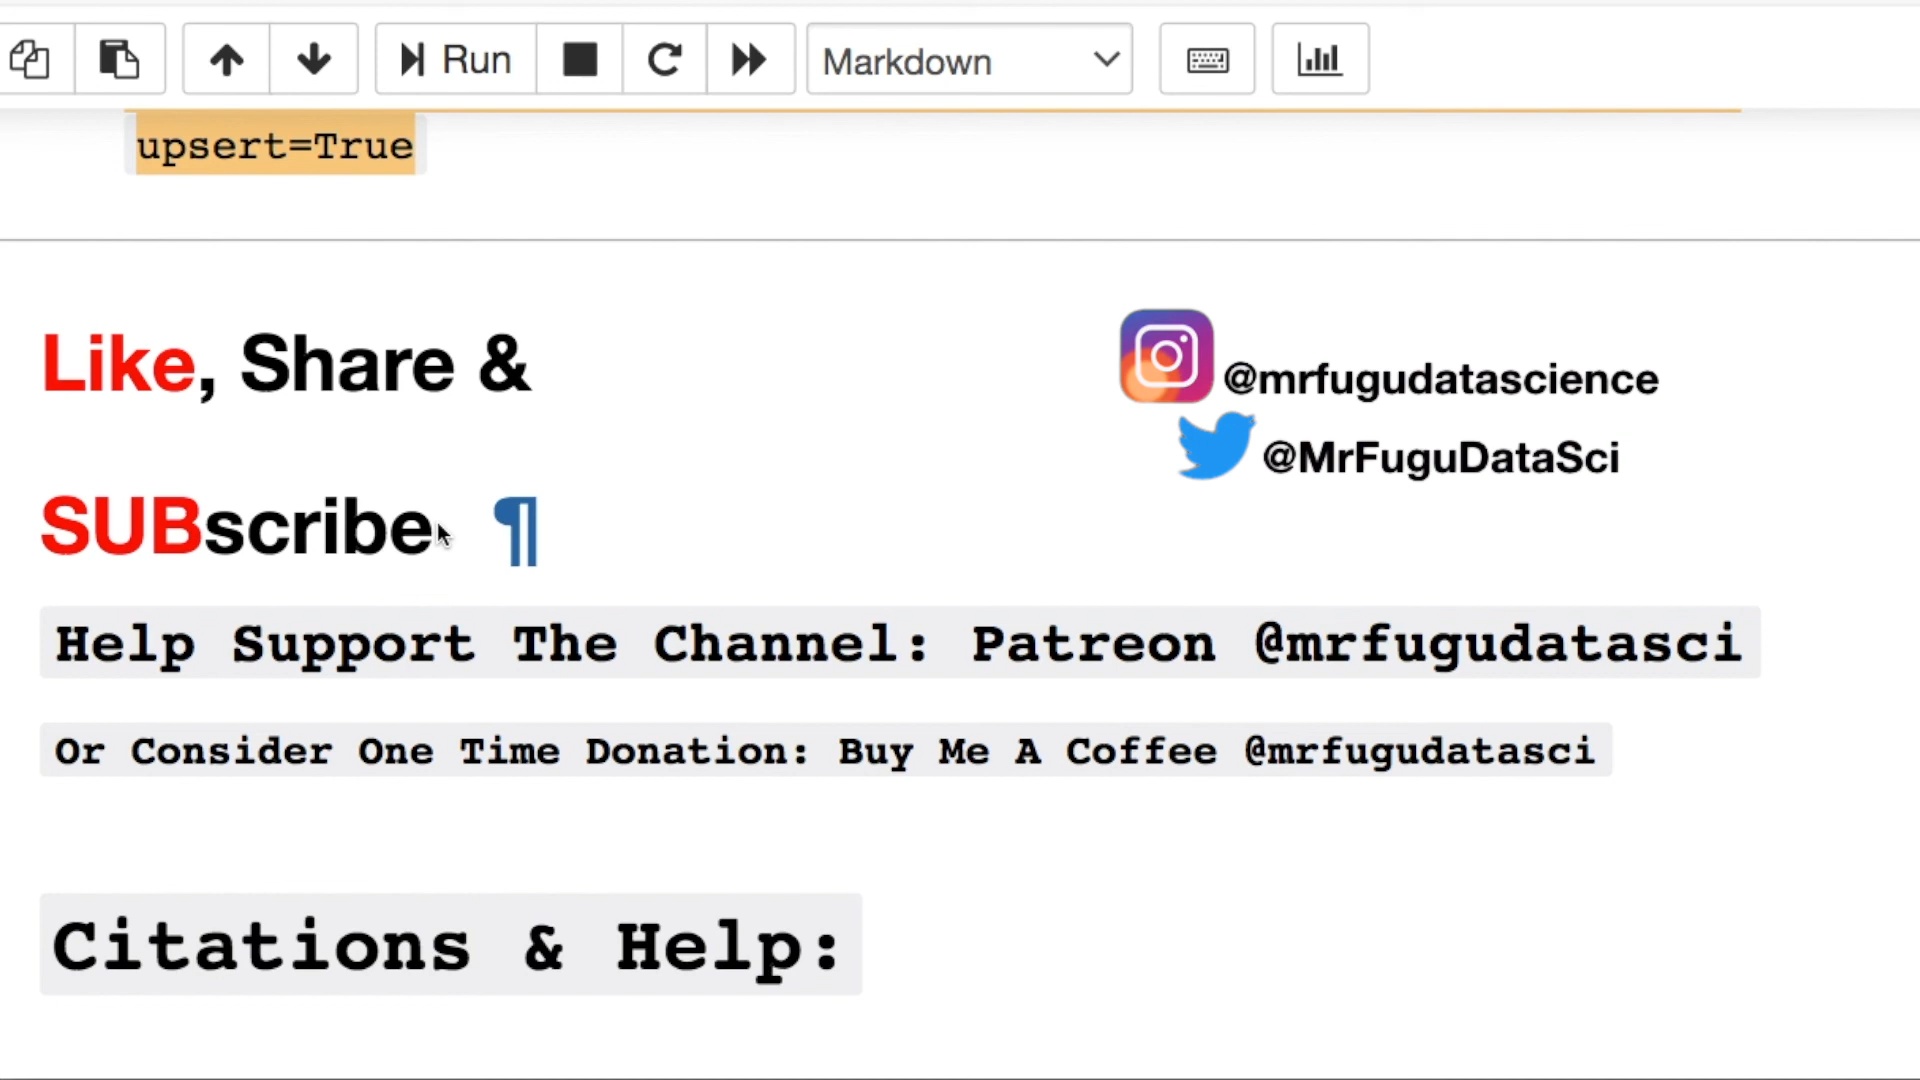 Run
Markdown
upsert=True
Like, Share &
@mrfugudatascience
@MrFuguDataSci
SUBscribe ¶
Help Support The Channel: Patreon @mrfugudatasci
Or Consider One Time Donation: Buy Me A Coffee @mrfugudatasci
Citations & Help: